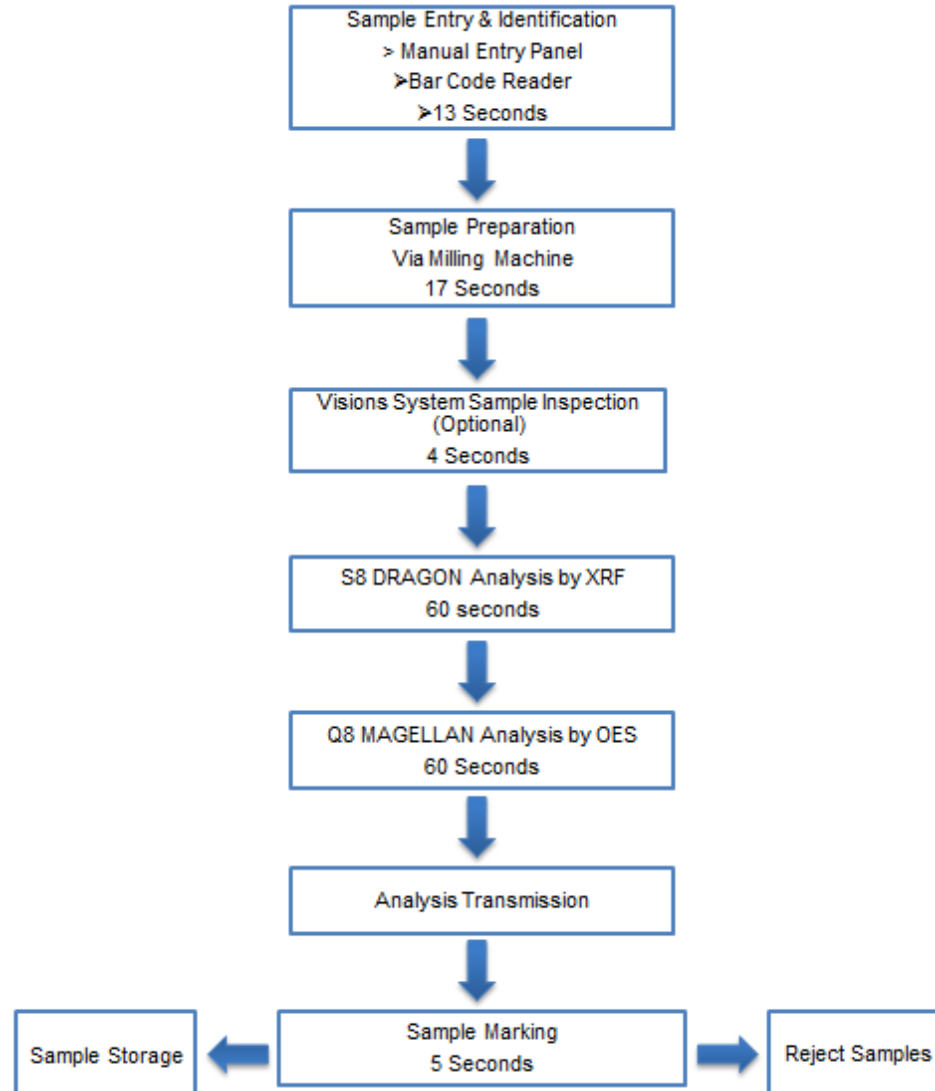 Sample Entry & Identification
> Manual Entry Panel
➢Bar Code Reader
➢13 Seconds
Sample Preparation
Via Milling Machine
17 Seconds
Visions System Sample Inspection
(Optional)
4 Seconds
S8 DRAGON Analysis by XRF
60 seconds
Q8 MAGELLAN Analysis by OES
60 Seconds
Analysis Transmission
Sample Storage
Sample Marking
5 Seconds
Reject Samples